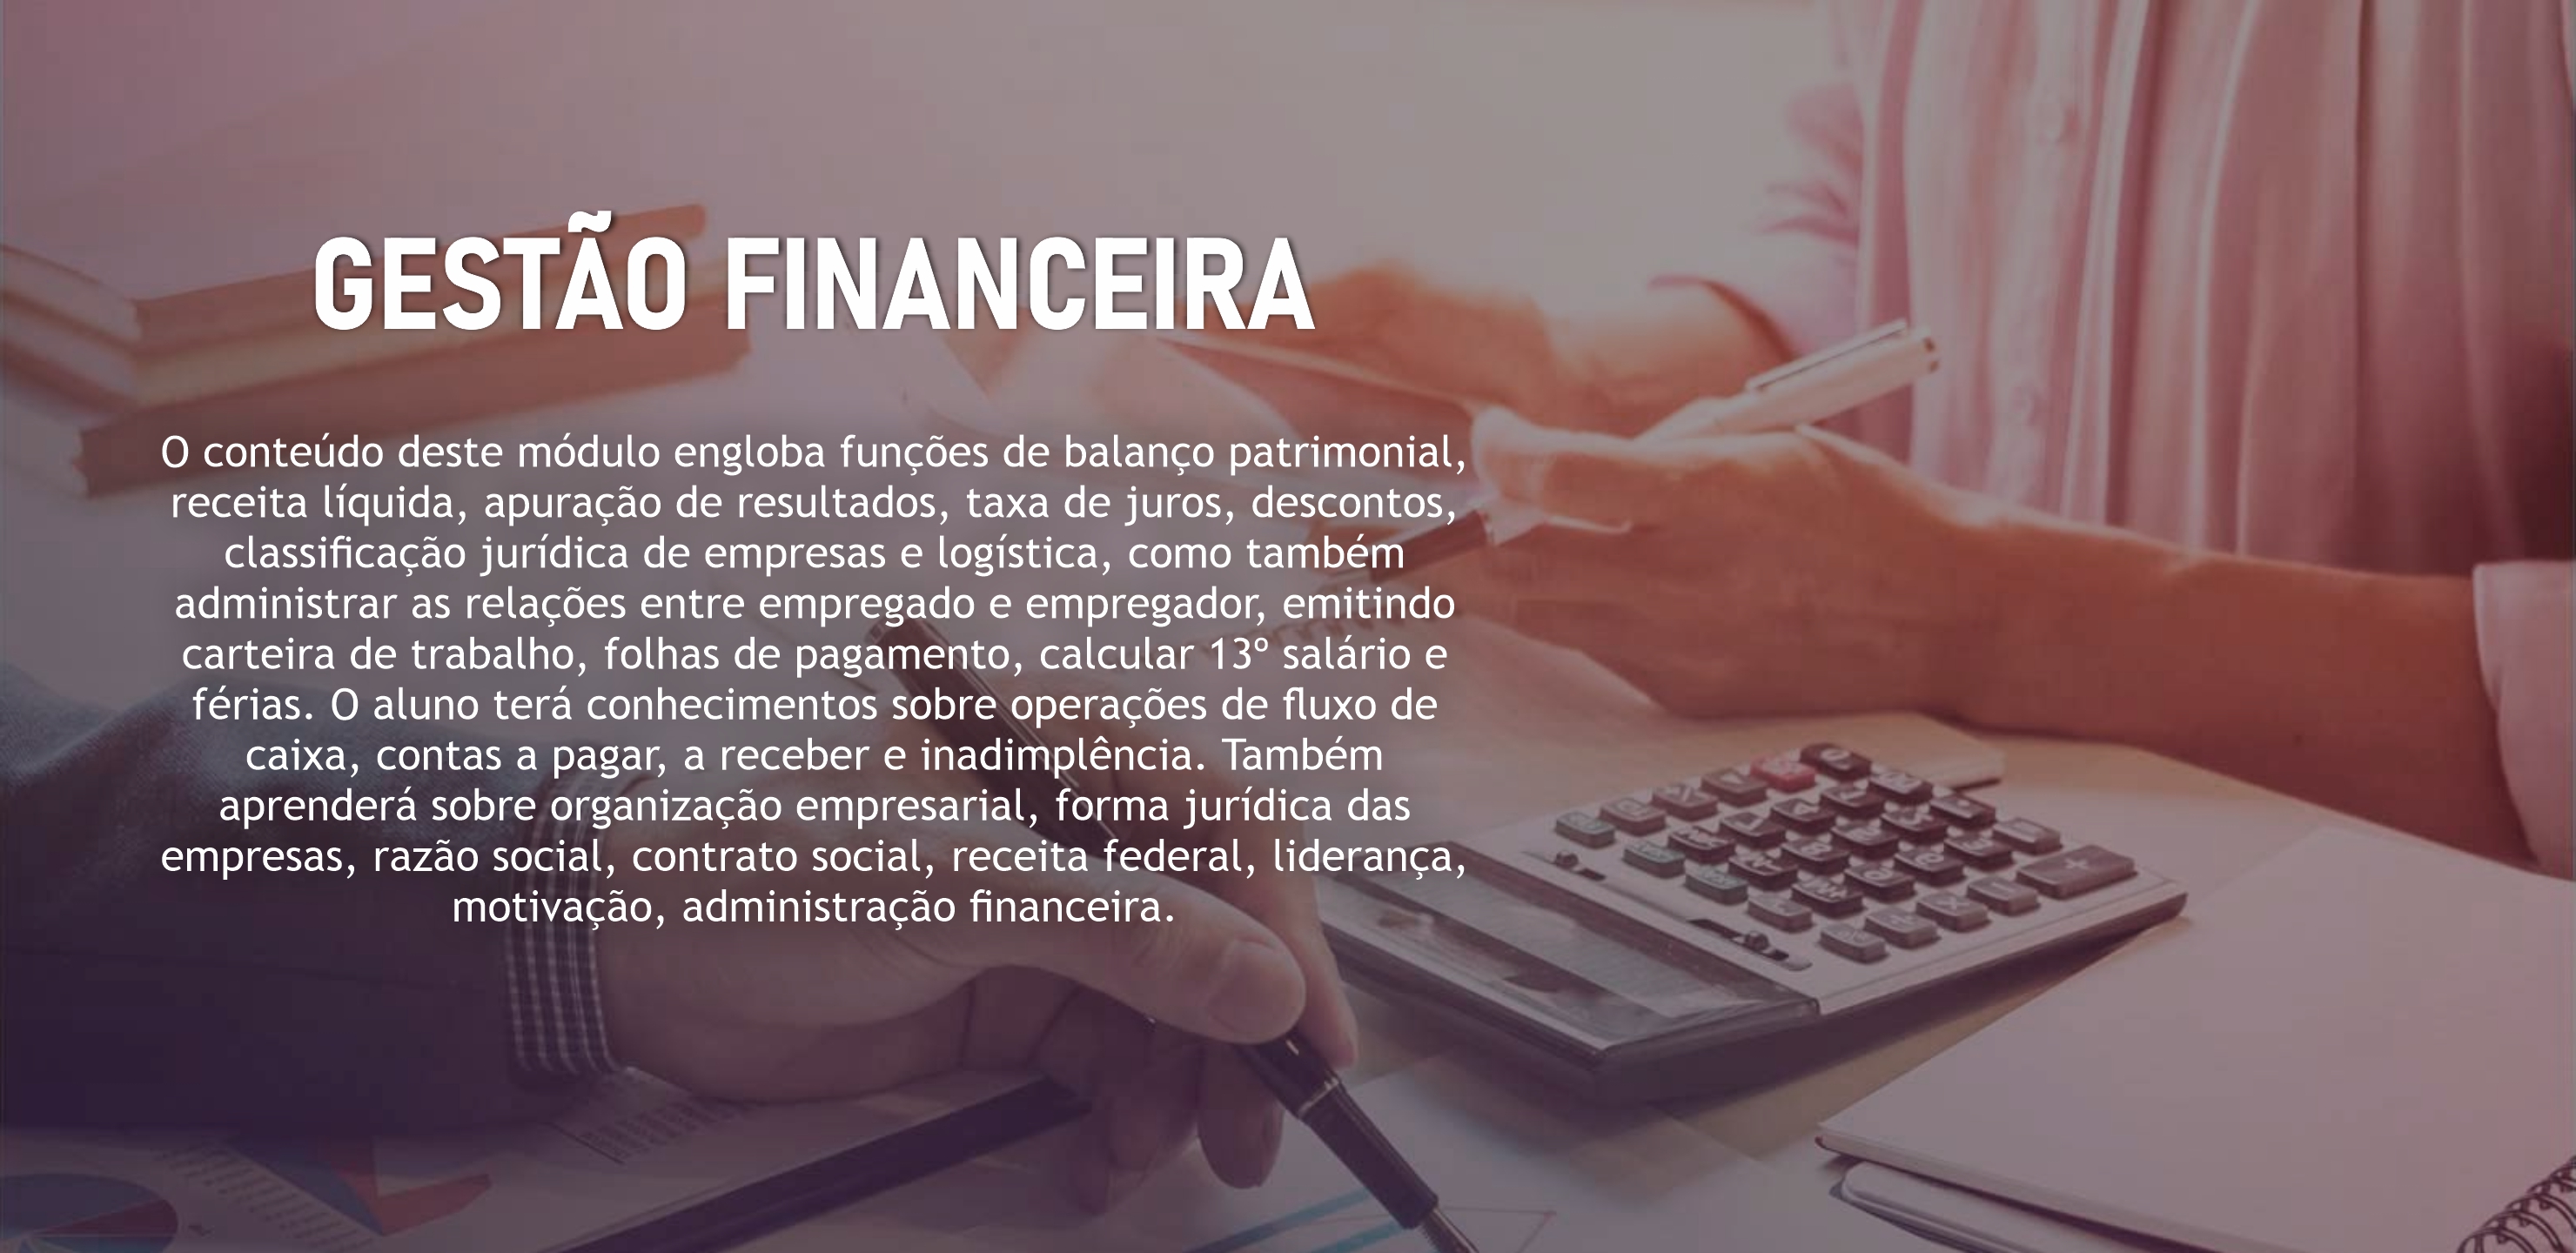 GESTÃO FINANCEIRA
O conteúdo deste módulo engloba funções de balanço patrimonial,
receita líquida, apuração de resultados, taxa de juros, descontos,
classificação jurídica de empresas e logística, como também
administrar as relações entre empregado e empregador, emitindo
carteira de trabalho, folhas de pagamento, calcular 13º salário e
férias. O aluno terá conhecimentos sobre operações de fluxo de
caixa, contas a pagar, a receber e inadimplência. Também
aprenderá sobre organização empresarial, forma jurídica das
empresas, razão social, contrato social, receita federal, liderança,
motivação, administração financeira.